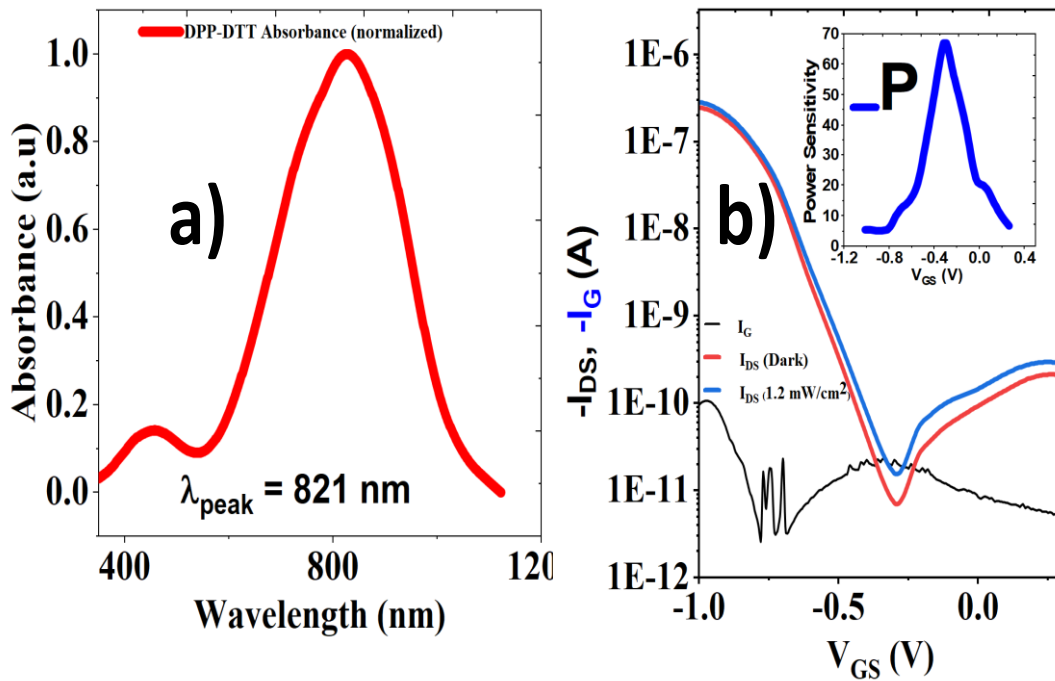 DPP-DTT Absorbance (normalized)
a)
Absorbance (a.u)
1.0
0.8
0.6
0.4
0.2
0.0
λpeak = 821 nm
400
800
120
Wavelength (nm)
b)
-IDS, -IG (A)
1E-6
1E-7
1E-8
1E-9
1E-10
1E-11
1E-12
IG
IDS (Dark)
IDS (1.2 mW/cm²)
-1.0
-0.5
0.0
VGS (V)
Power Sensitivity
70
60
50
40
30
20
10
0
P
-1.2
-0.8
-0.4
0.0
0.4
VGS (V)